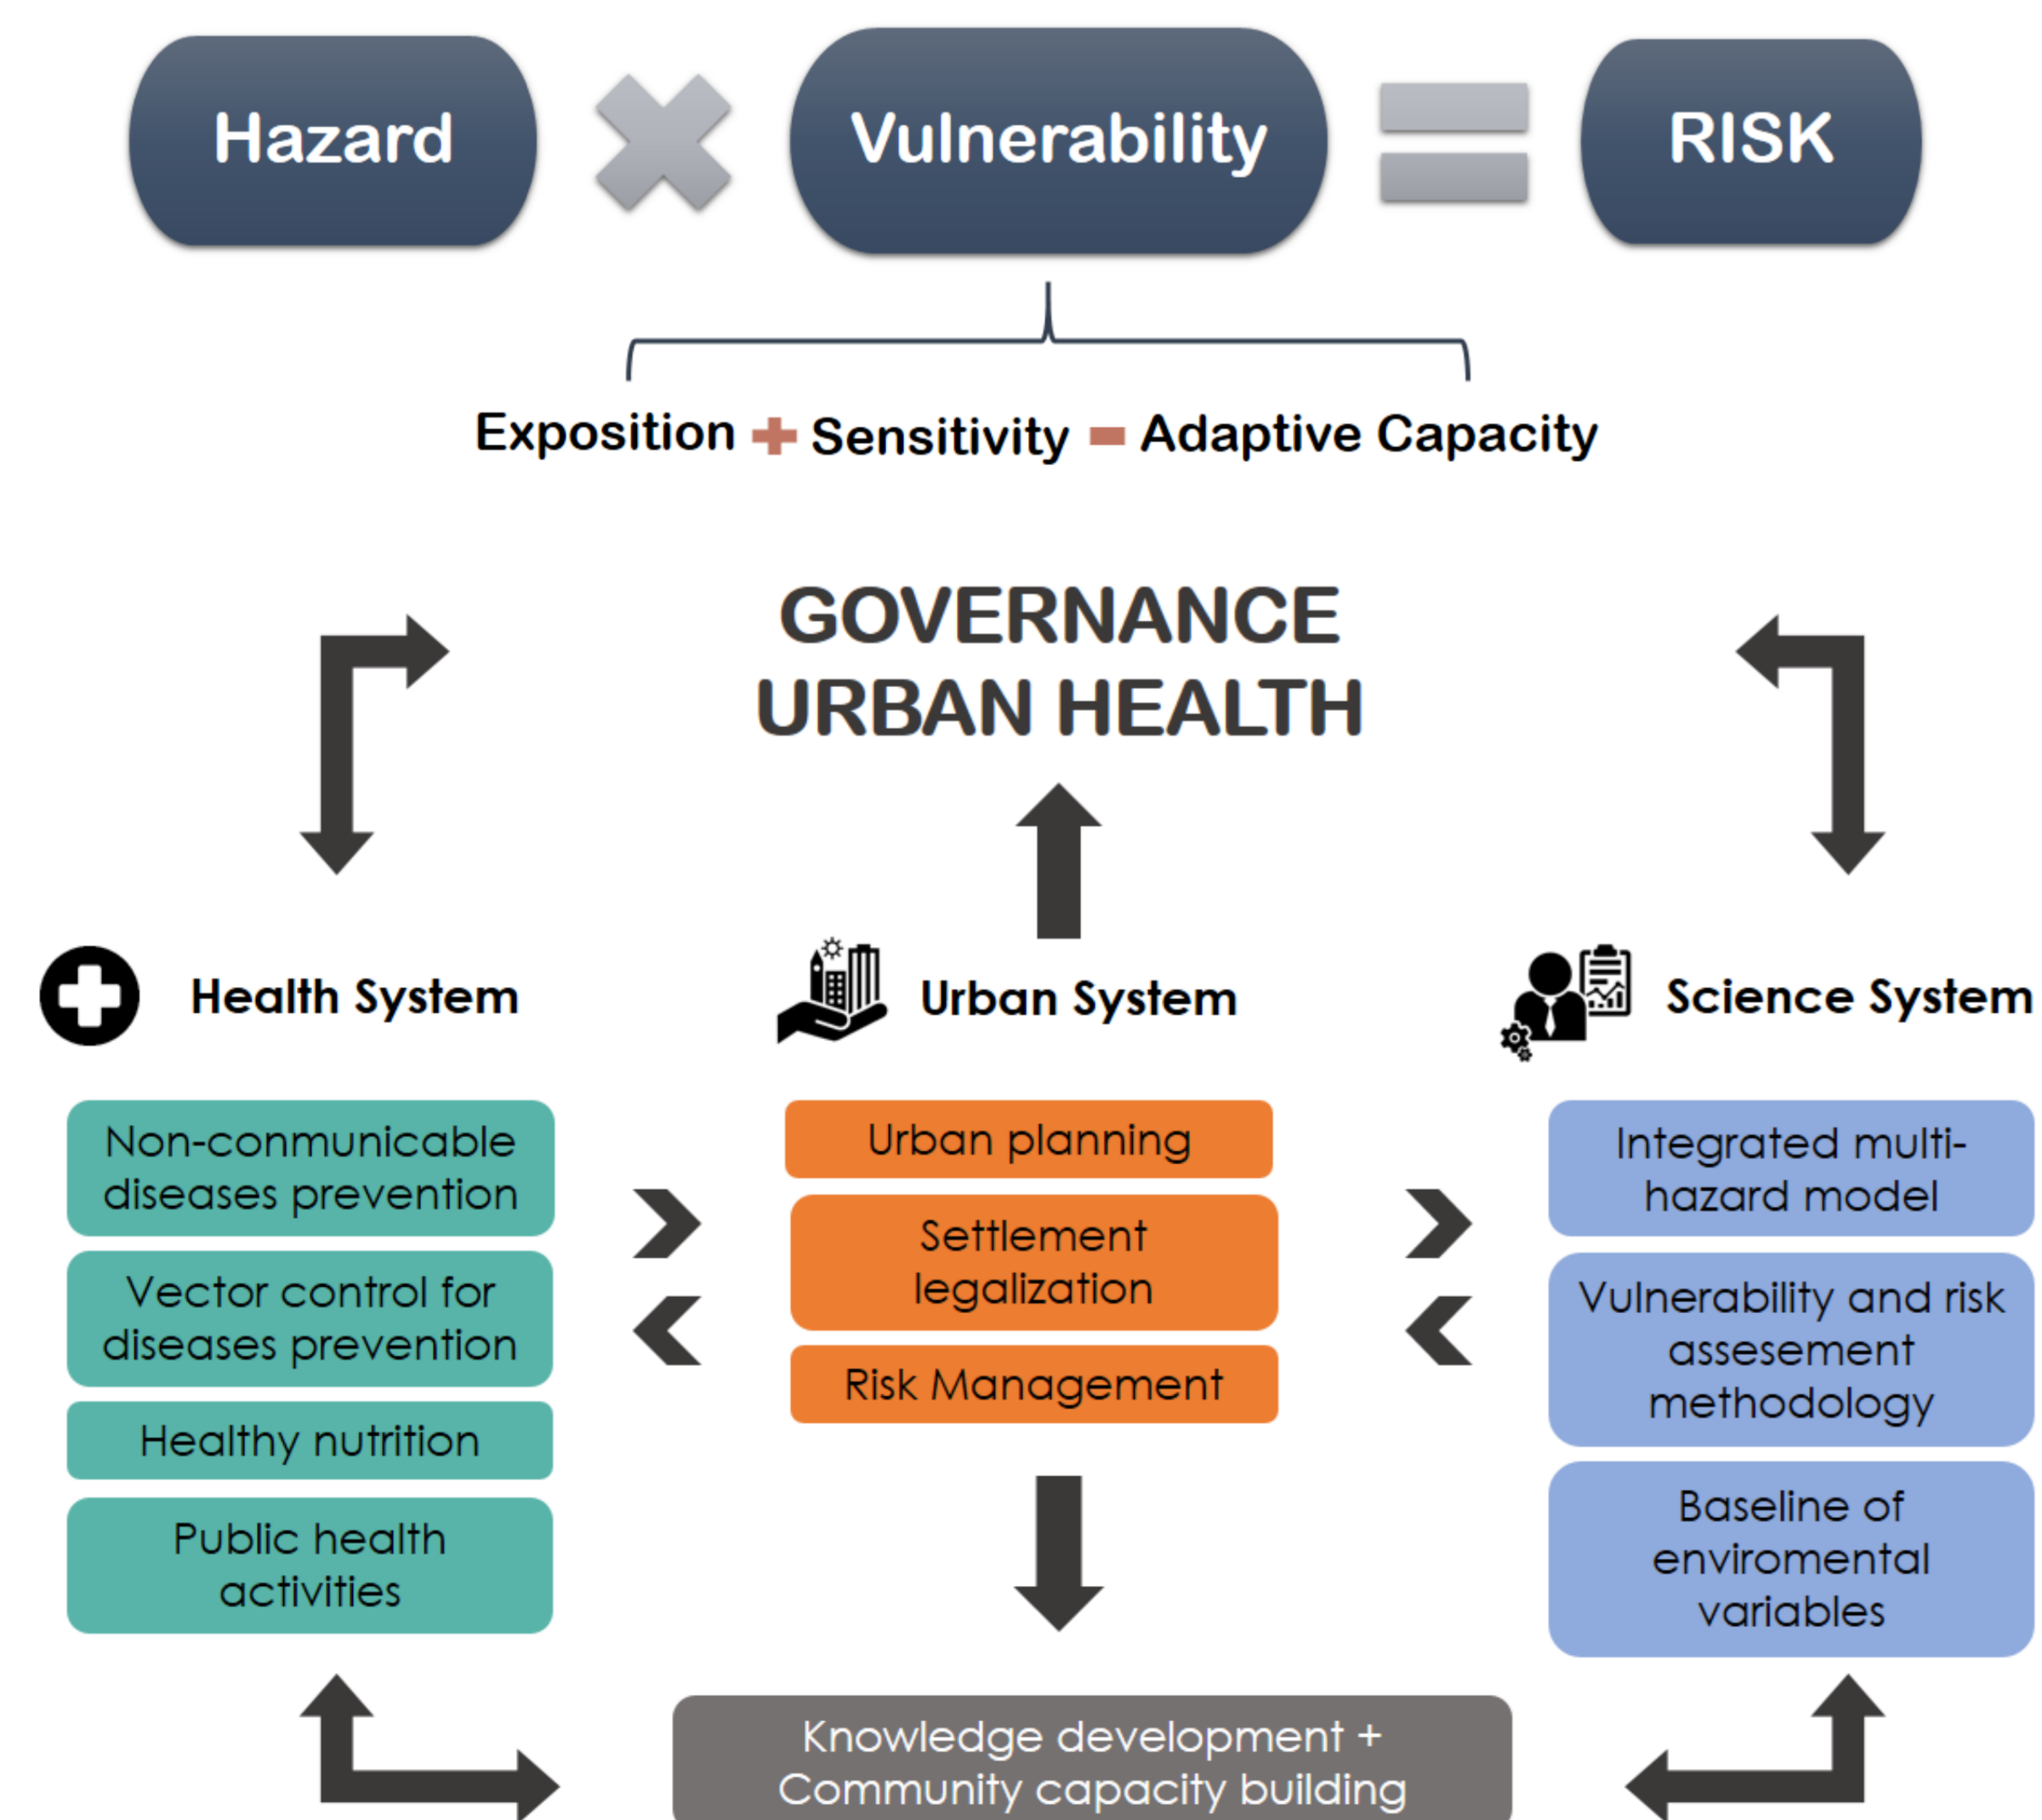 Hazard
Vulnerability
RISK
Exposition + Sensitivity - Adaptive Capacity
GOVERNANCE
URBAN HEALTH
Health System
Urban System
Science System
Non-conmunicable
diseases prevention
Vector control for
diseases prevention
Healthy nutrition
Public health
activities
Urban planning
Settlement
legalization
Risk Management
Integrated multi-
hazard model
Vulnerability and risk
assesement
methodology
Baseline of
enviromental
variables
Knowledge development +
Community capacity building